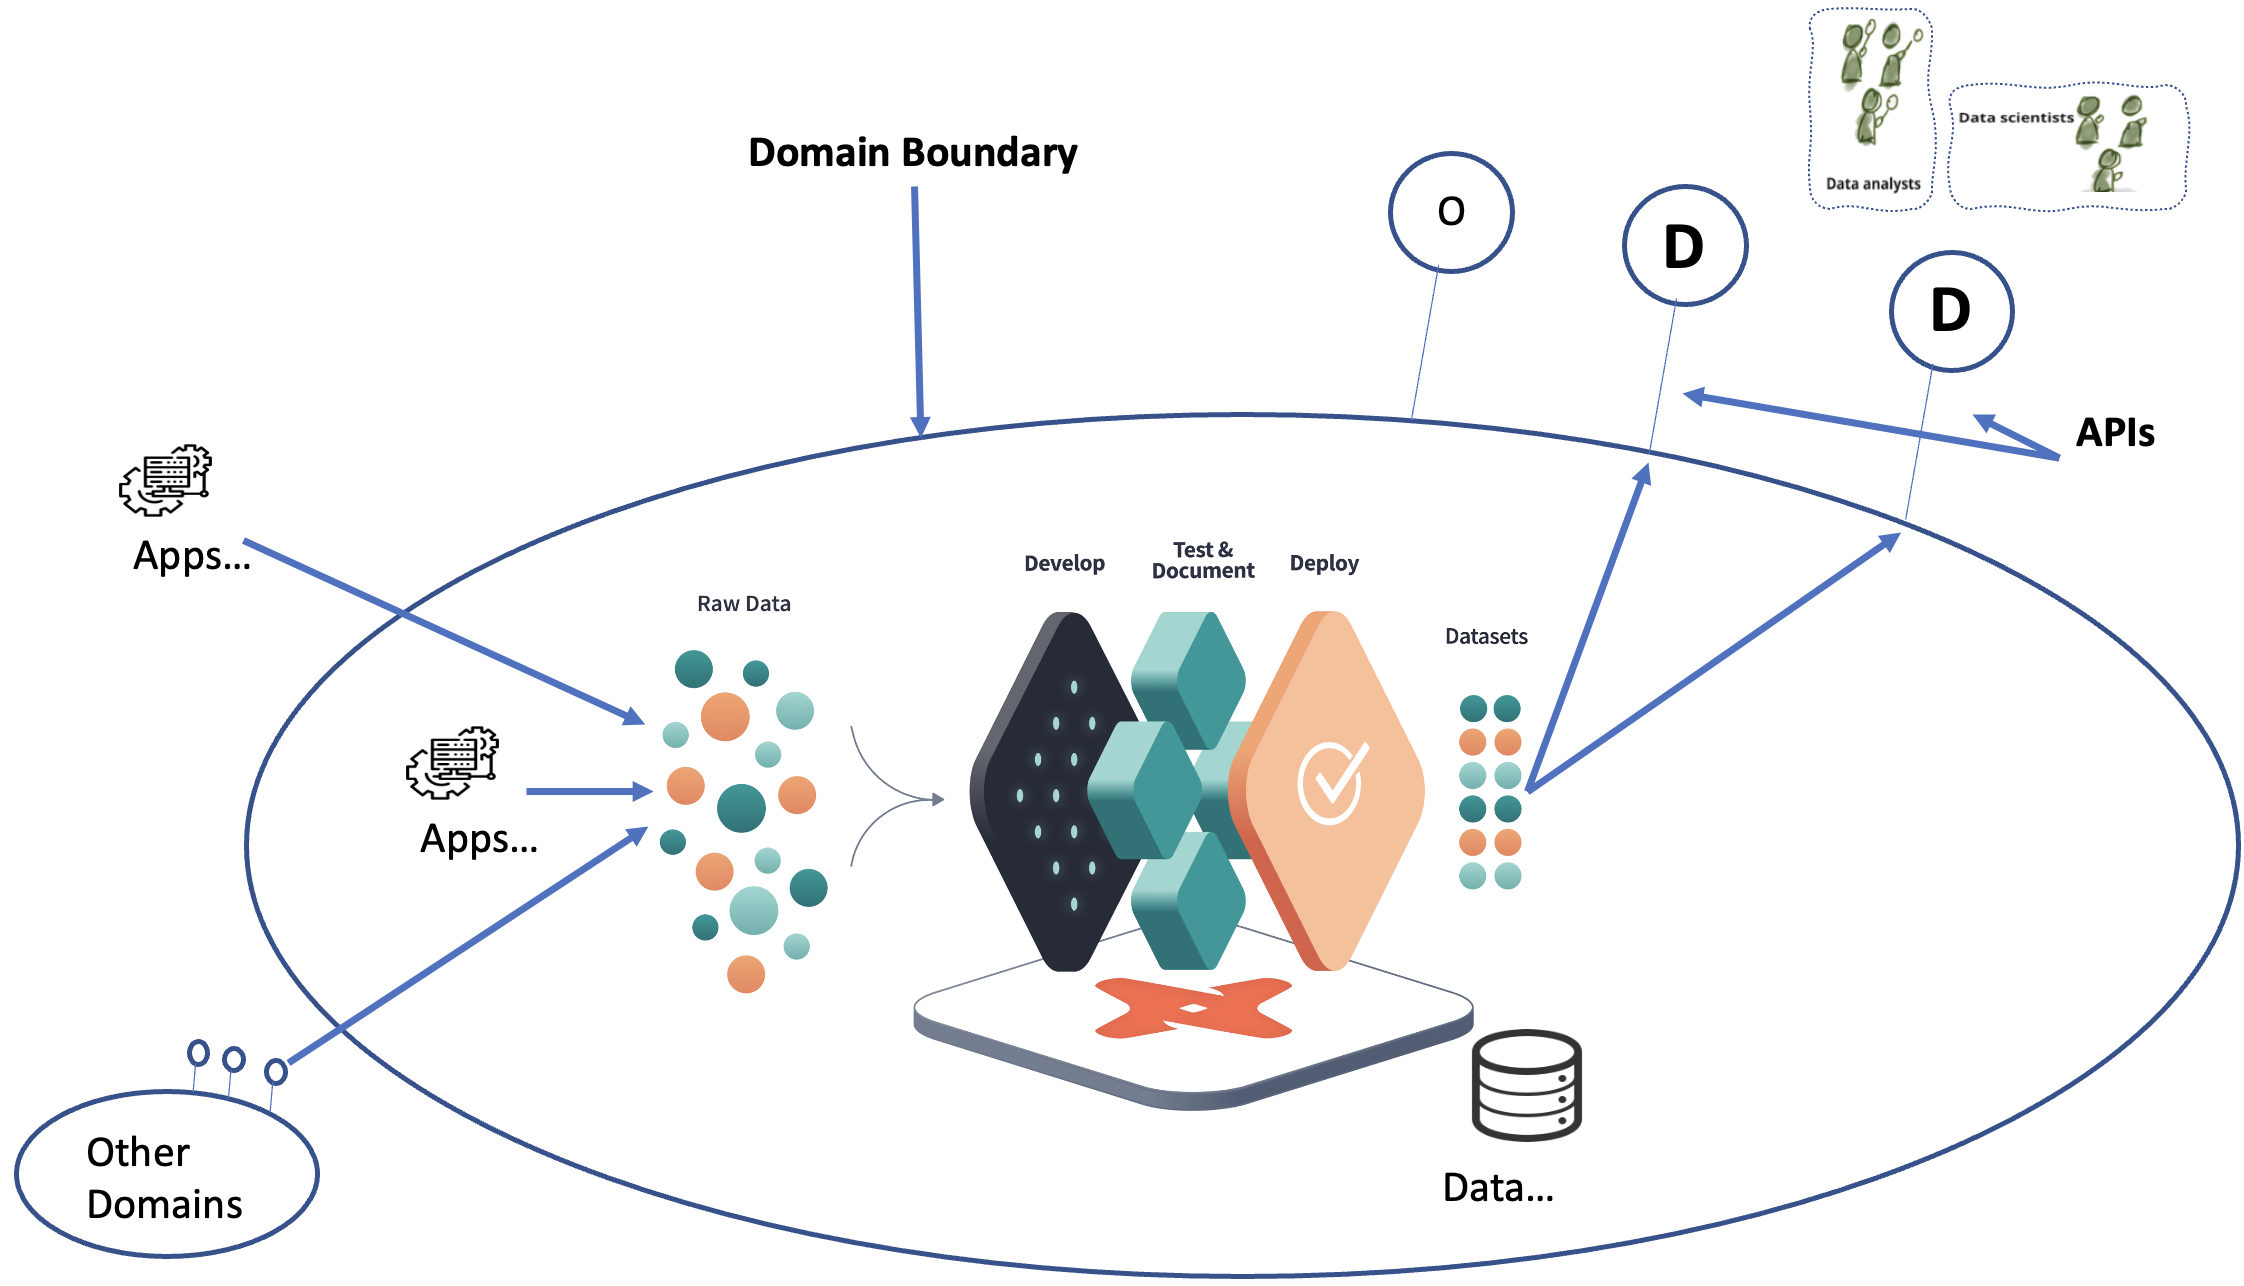 Data analysts
Data scientists
Domain Boundary
O
D
D
APIs
Apps...
Raw Data
Develop
Test &
Document
Deploy
Datasets
Apps...
Other
Domains
Data...